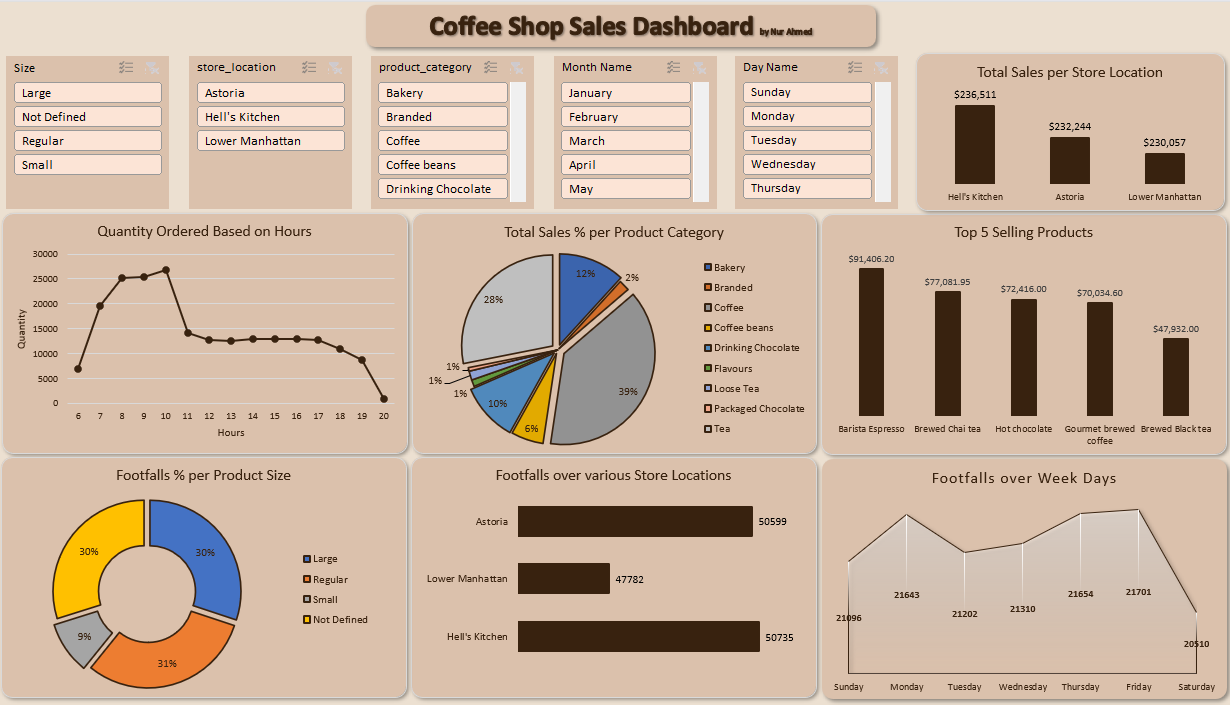 Coffee Shop Sales Dashboard by Nur Ahmed
Size
Large
Not Defined
Regular
Small
store_location
Astoria
Hell's Kitchen
Lower Manhattan
product_category
Bakery
Branded
Coffee
Coffee beans
Drinking Chocolate
Month Name
January
February
March
April
May
Day Name
Sunday
Monday
Tuesday
Wednesday
Thursday
Total Sales per Store Location
$236,511
$232,244
$230,057
Hell's Kitchen
Astoria
Lower Manhattan
Quantity Ordered Based on Hours
Quantity
30000
25000
20000
15000
10000
5000
0
6 7 8 9 10 11 12 13 14 15 16 17 18 19 20
Hours
Total Sales % per Product Category
12%
2%
39%
6%
10%
1%
1%
1%
28%
Bakery
Branded
Coffee
Coffee beans
Drinking Chocolate
Flavours
Loose Tea
Packaged Chocolate
Tea
Top 5 Selling Products
$91,406.20
$77,081.95
$72,416.00
$70,034.60
$47,932.00
Barista Espresso
Brewed Chai tea
Hot chocolate
Gourmet brewed
coffee
Brewed Black tea
Footfalls % per Product Size
30%
31%
9%
30%
Large
Regular
Small
Not Defined
Footfalls over various Store Locations
Astoria 50599
Lower Manhattan 47782
Hell's Kitchen 50735
Footfalls over Week Days
21096
21643
21202
21310
21654
21701
20510
Sunday Monday Tuesday Wednesday Thursday Friday Saturday